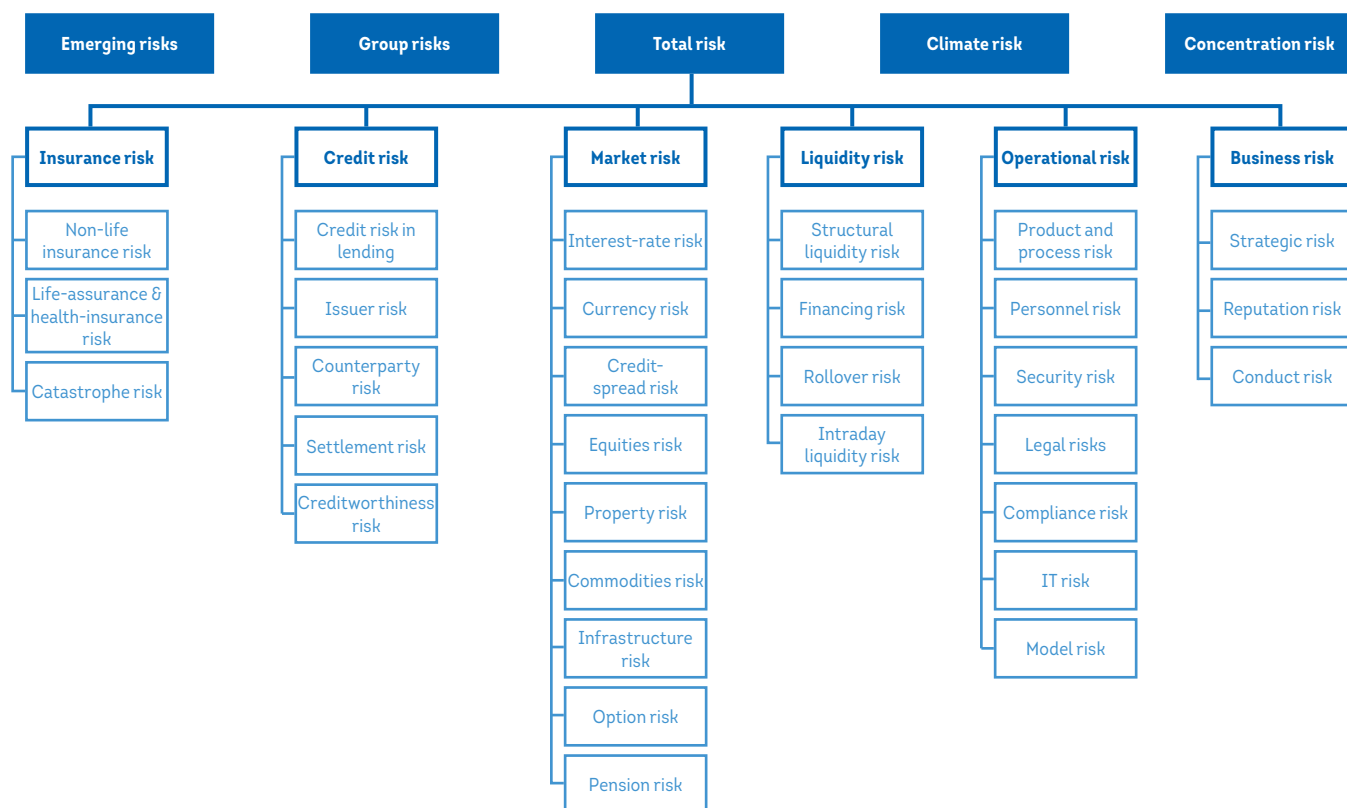 Emerging risks
Group risks
Total risk
Climate risk
Concentration risk
Insurance risk
Non-life
insurance risk
Life-assurance &
health-insurance
risk
Catastrophe risk
Credit risk
Credit risk in
lending
Issuer risk
Counterparty
risk
Settlement risk
Creditworthiness
risk
Market risk
Interest-rate risk
Currency risk
Credit-
spread risk
Equities risk
Property risk
Commodities risk
Infrastructure
risk
Option risk
Pension risk
Liquidity risk
Structural
liquidity risk
Financing risk
Rollover risk
Intraday
liquidity risk
Operational risk
Product and
process risk
Personnel risk
Security risk
Legal risks
Compliance risk
IT risk
Model risk
Business risk
Strategic risk
Reputation risk
Conduct risk